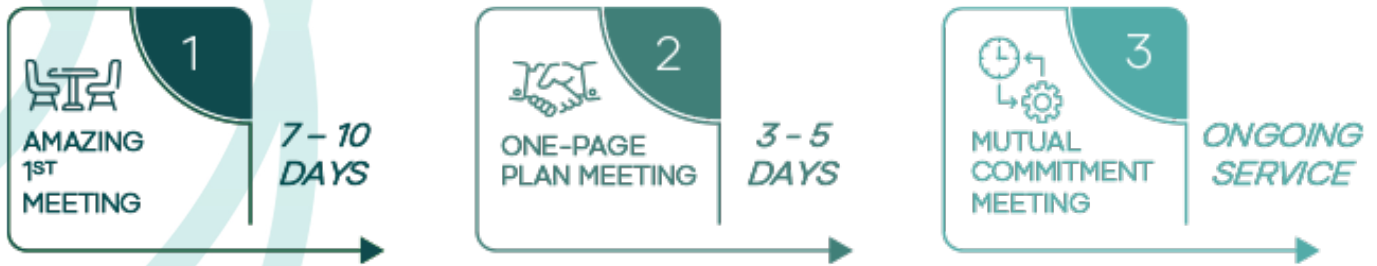 1
AMAZING
1ST
MEETING
7 – 10
DAYS
2
ONE-PAGE
PLAN MEETING
3 – 5
DAYS
3
MUTUAL
COMMITMENT
MEETING
ONGOING
SERVICE